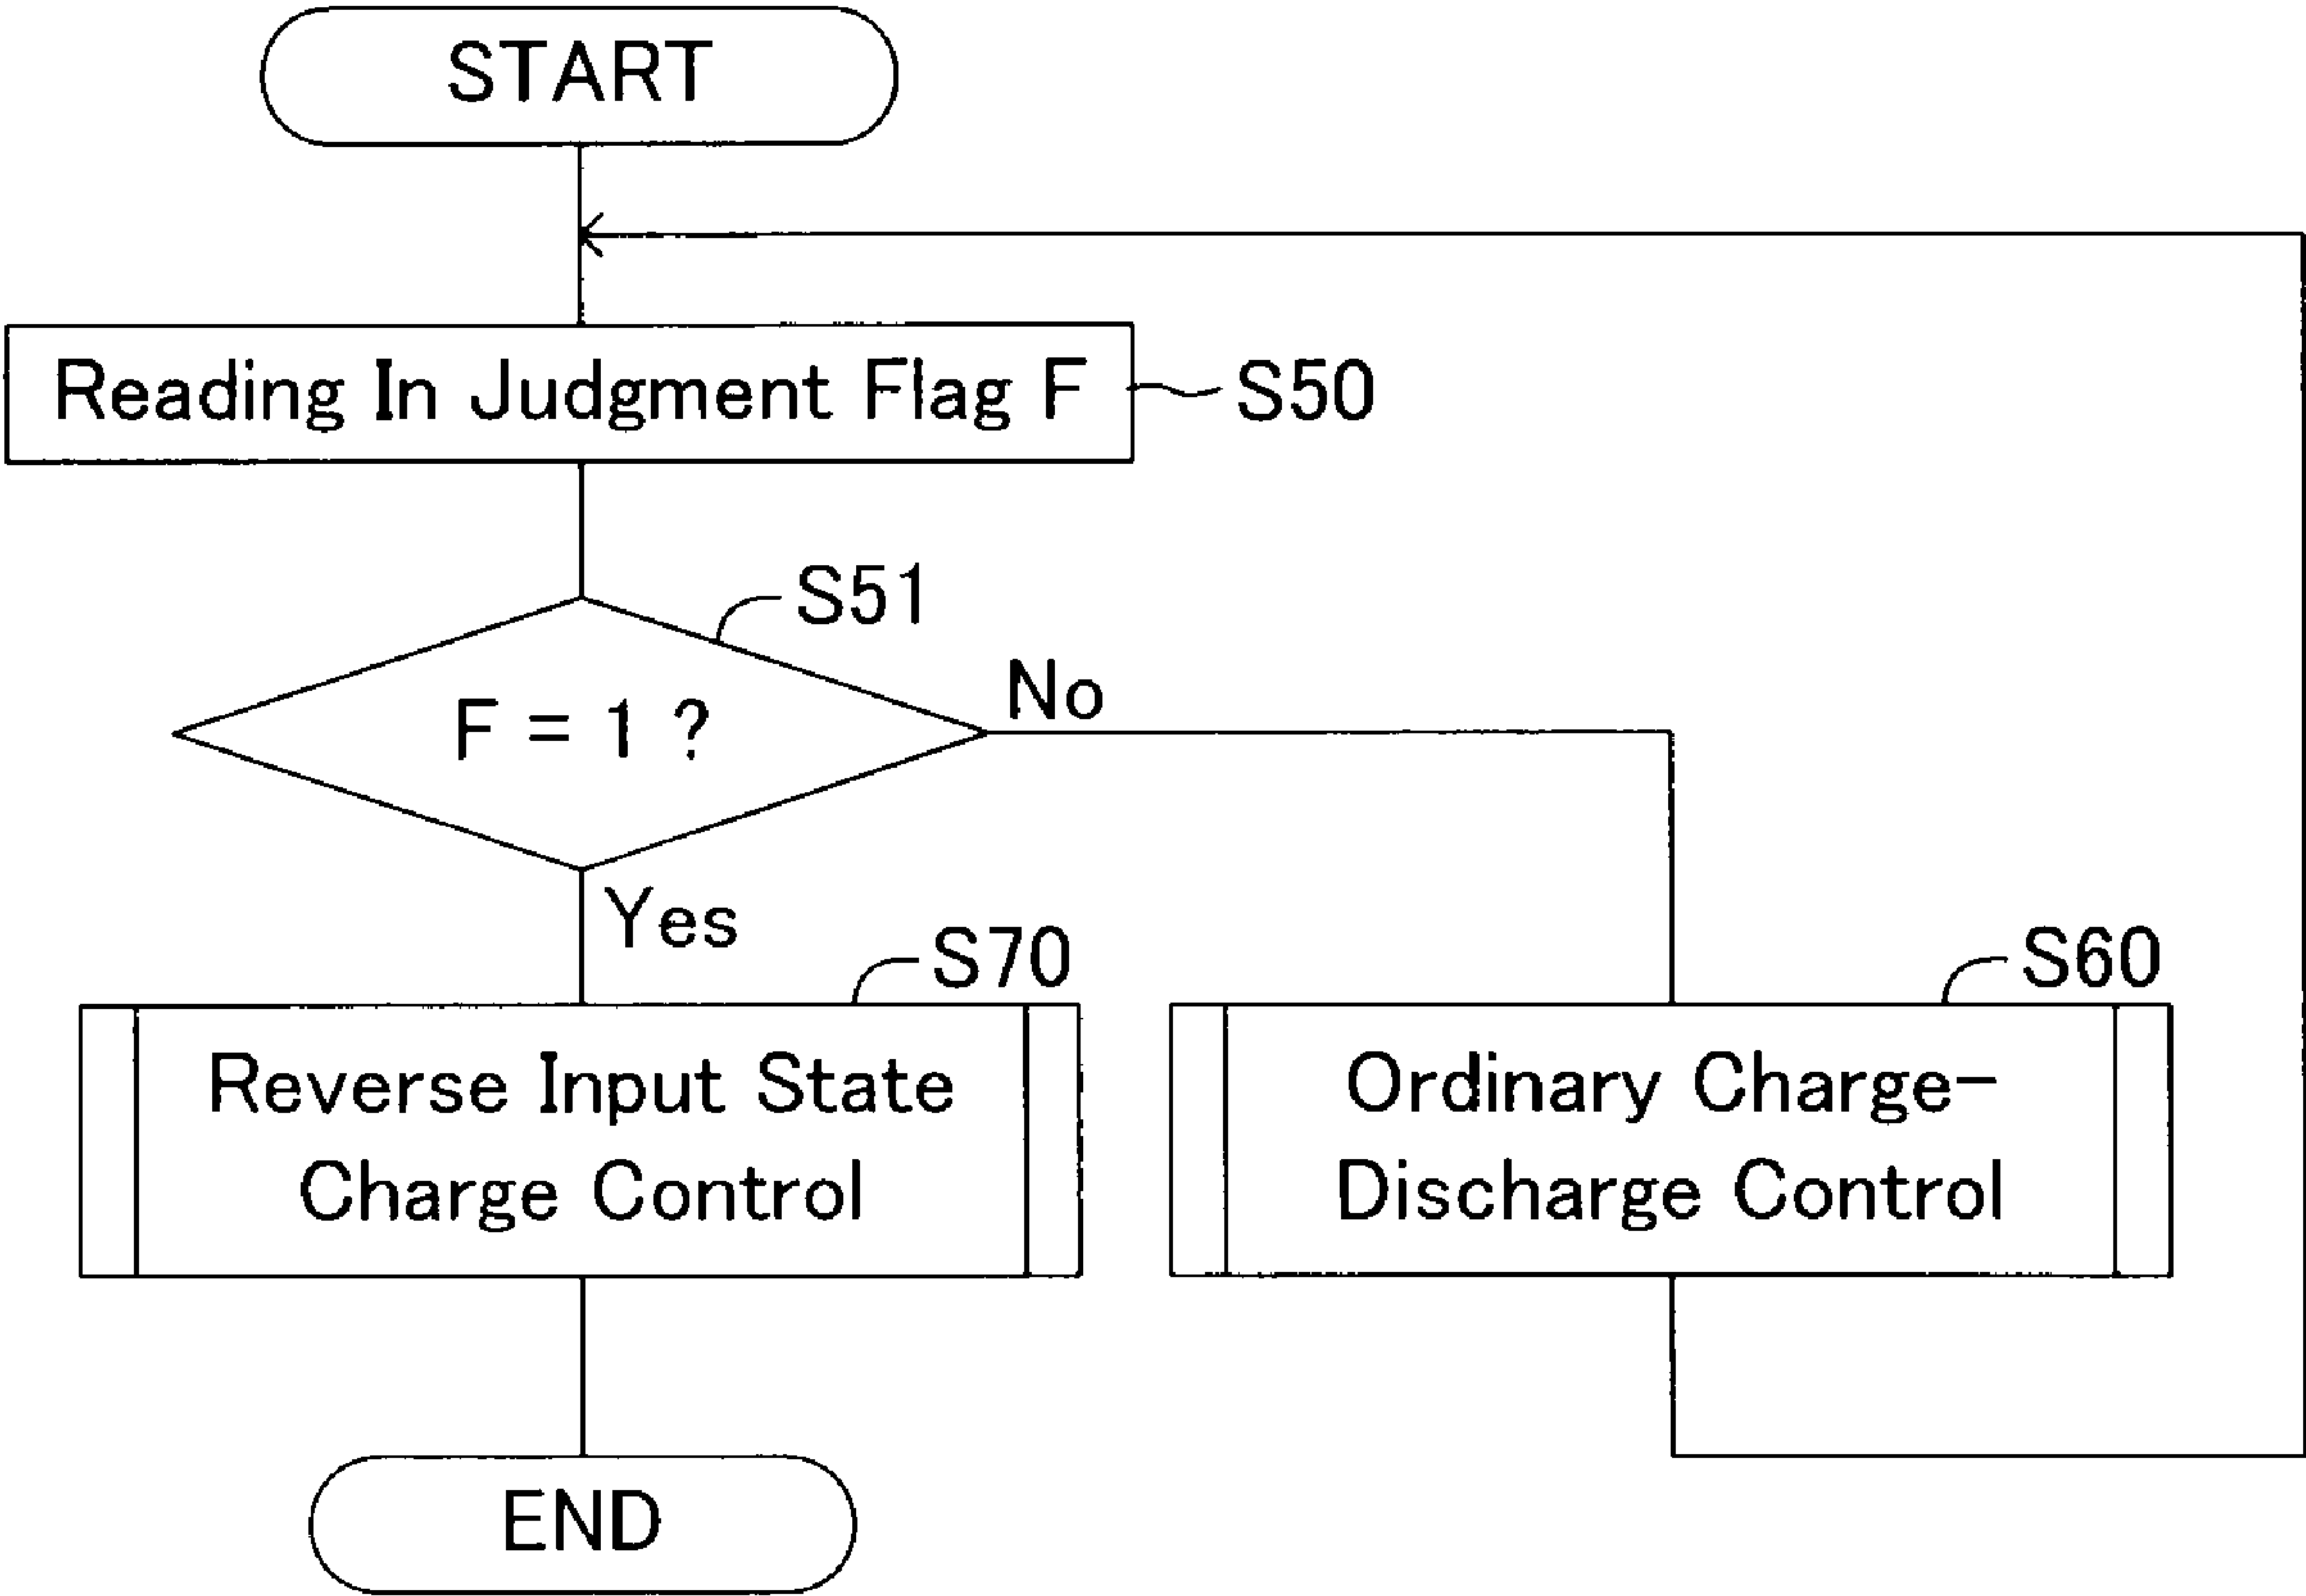 START
Reading In Judgment Flag F
S50
S51
F = 1 ?
No
Yes
S70
S60
Reverse Input State
Charge Control
Ordinary Charge-
Discharge Control
END